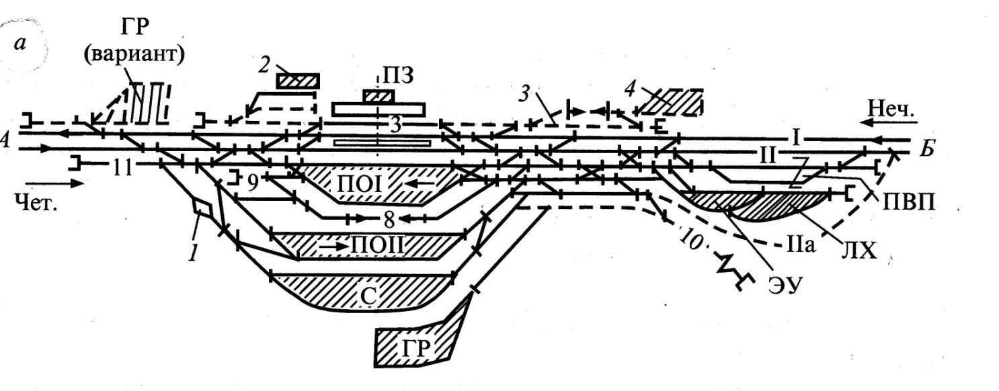 а
ГР
(вариант)
2
ПЗ
3
4
Неч.
3
I
А
II
Б
11
9
ПОI
Чет.
8
ПВП
1
ПОII
10
IIа
ЛХ
ЭУ
С
ГР